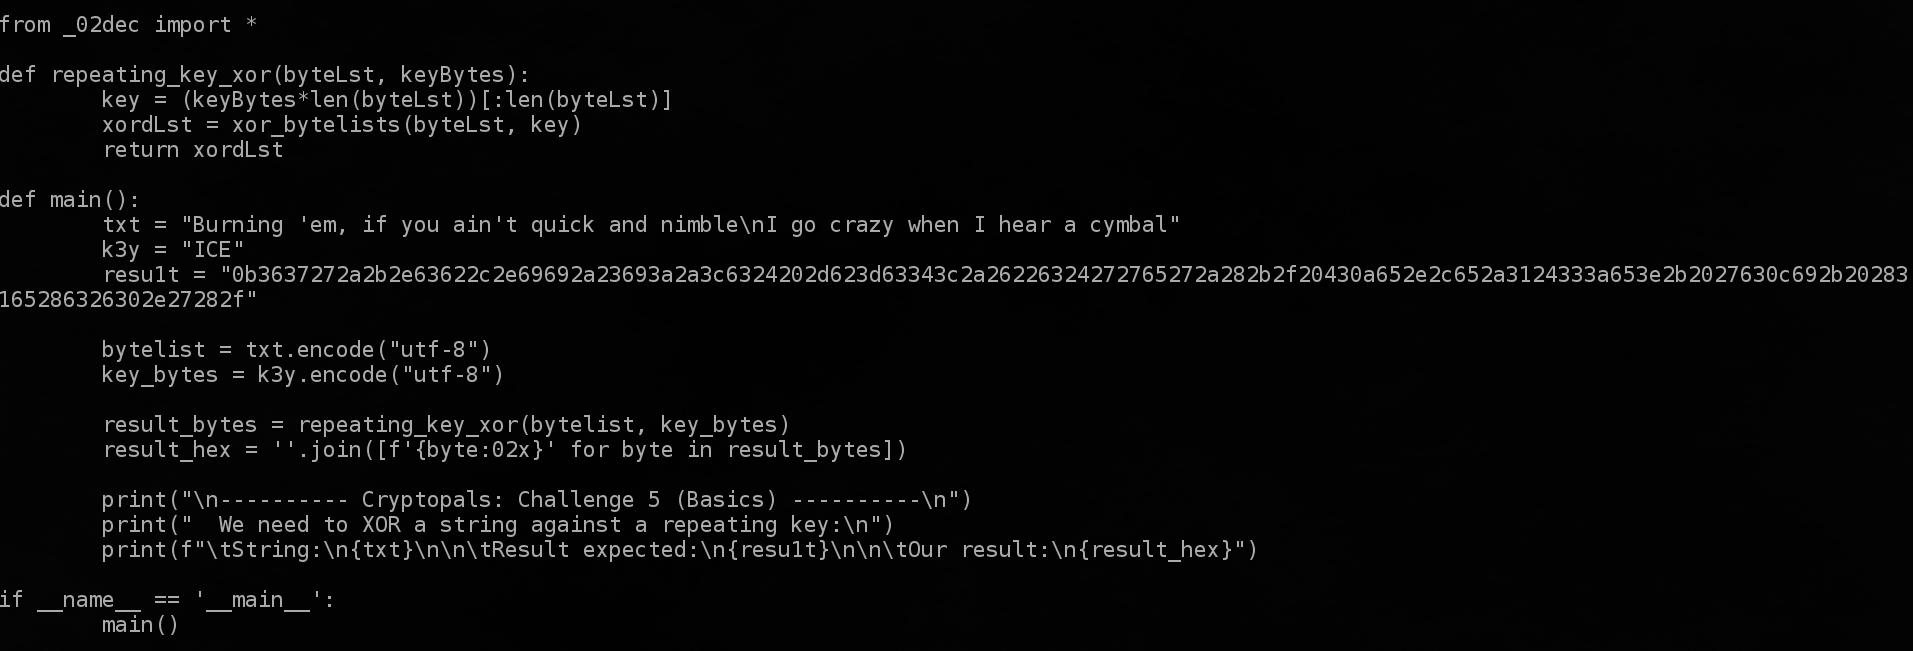 from _02dec import *
def repeating_key_xor(byteLst, keyBytes):
key = (keyBytes*len(byteLst))[:len(byteLst)]
xordLst = xor_bytelists(byteLst, key)
return xordLst
def main():
txt = "Burning 'em, if you ain't quick and nimble\nI go crazy when I hear a cymbal"
k3y = "ICE"
resu1t = "0b3637272a2b2e63622c2e69692a23693a2a3c6324202d623d63343c2a26226324272765272a282b2f20430a652e2c652a3124333a653e2b2027630c692b20283
165286326302e27282f"
bytelist = txt.encode("utf-8")
key_bytes = k3y.encode("utf-8")
result_bytes = repeating_key_xor(bytelist, key_bytes)
result_hex = ''.join([f'{byte:02x}' for byte in result_bytes])
print("\n---------- Cryptopals: Challenge 5 (Basics) ----------\n")
print("  We need to XOR a string against a repeating key:\n")
print(f"\tString:\n{txt}\n\n\tResult expected:\n{resu1t}\n\n\tOur result:\n{result_hex}")
if __name__ == '__main__':
main()